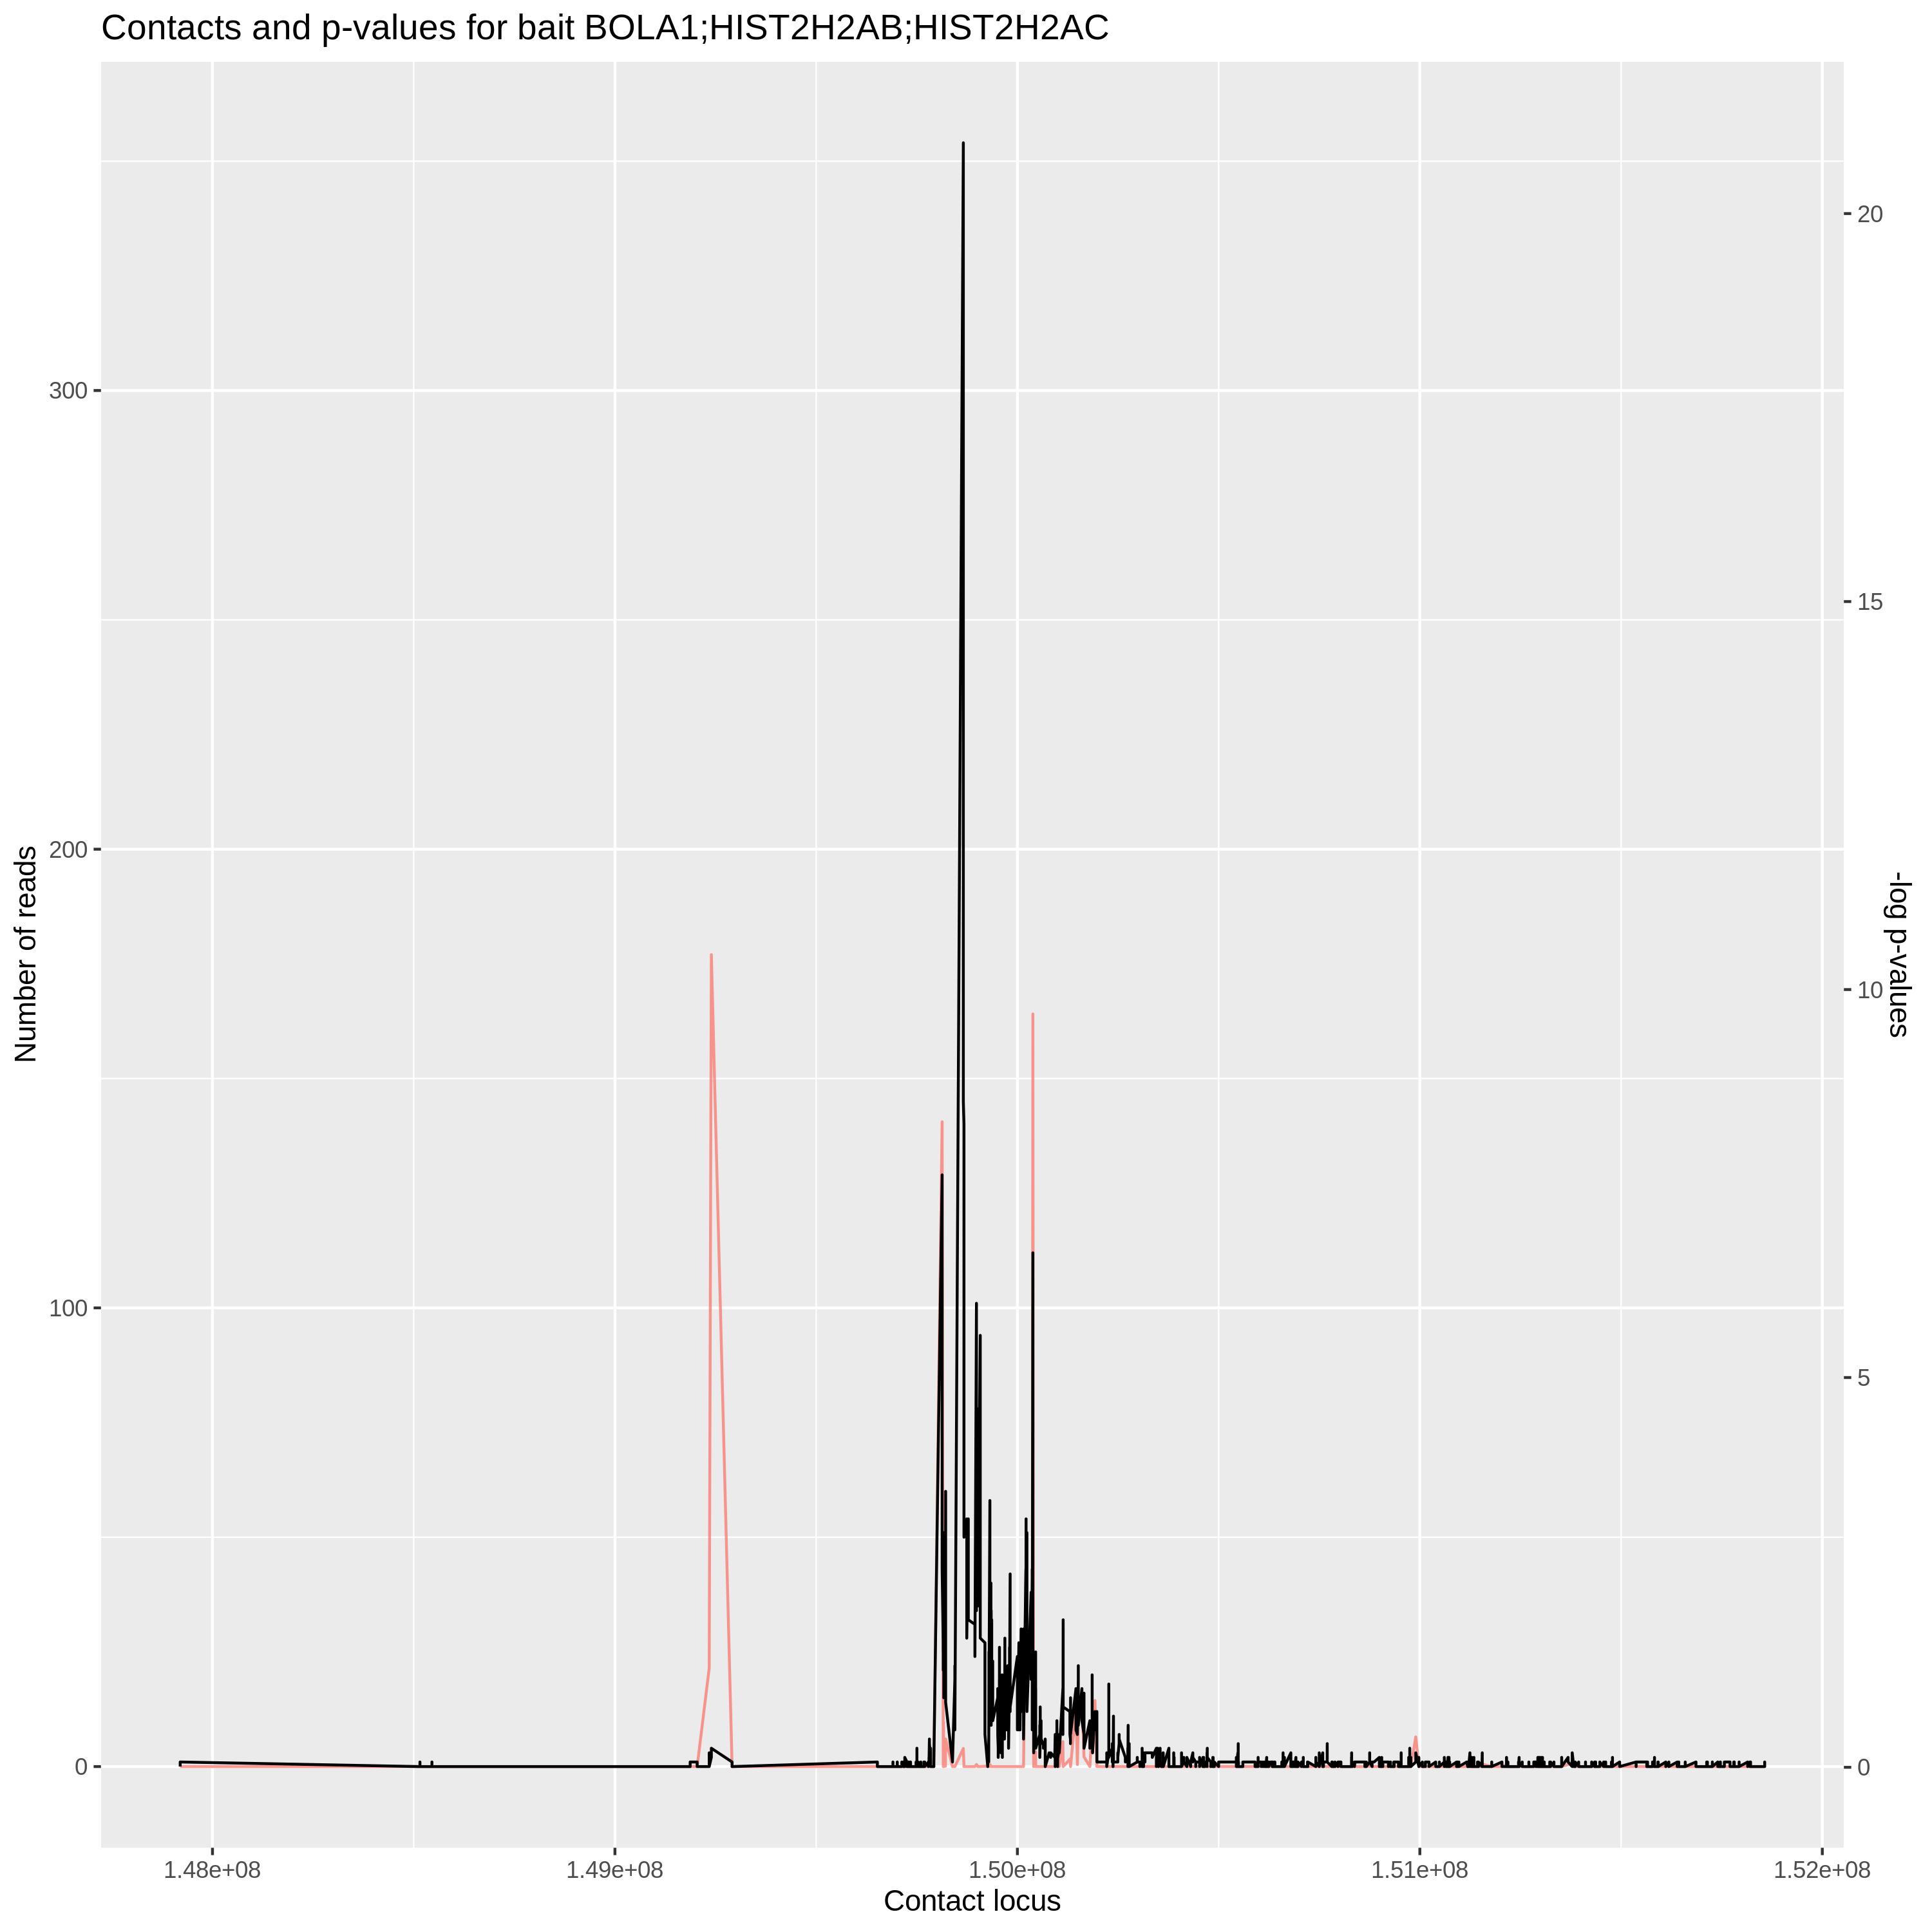 Contacts and p-values for bait BOLA1;HIST2H2AB;HIST2H2AC
Number of reads
300
200
100
0
20
15
10
5
0
-log p-values
1.48e+08
1.49e+08
1.50e+08
1.51e+08
1.52e+08
Contact locus